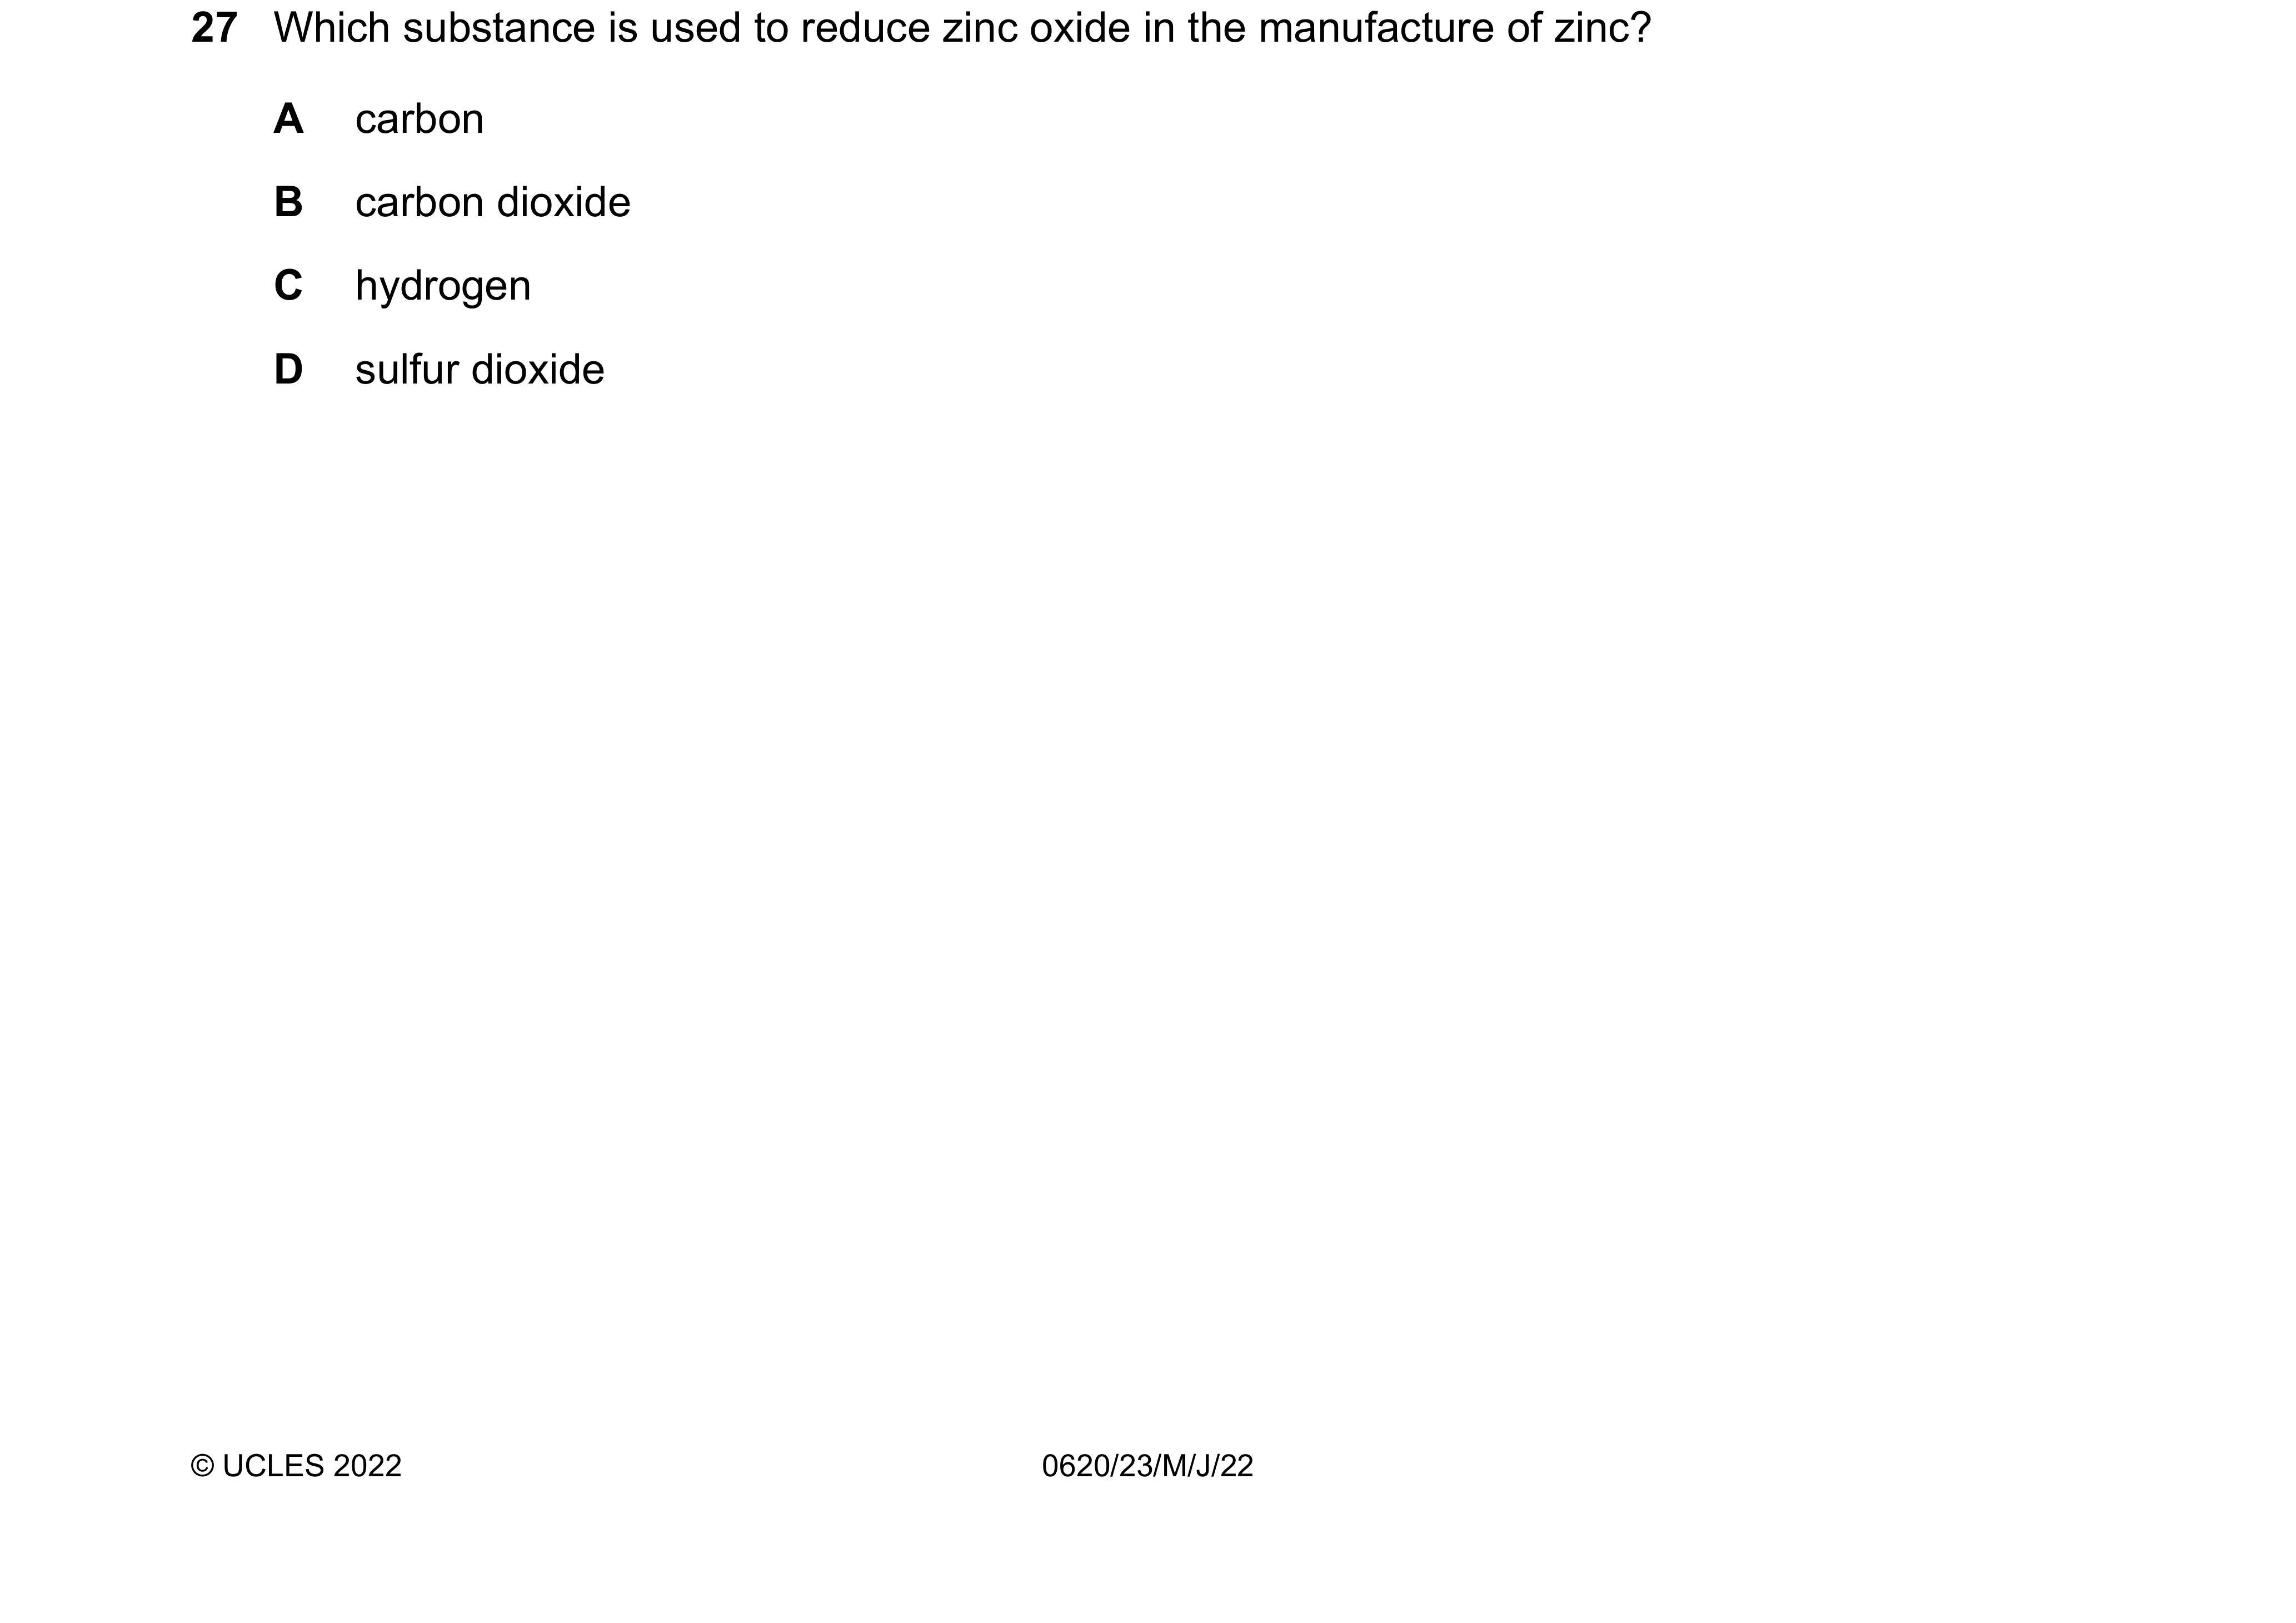 27 Which substance is used to reduce zinc oxide in the manufacture of zinc?
A carbon
B carbon dioxide
C hydrogen
D sulfur dioxide
© UCLES 2022 0620/23/M/J/22